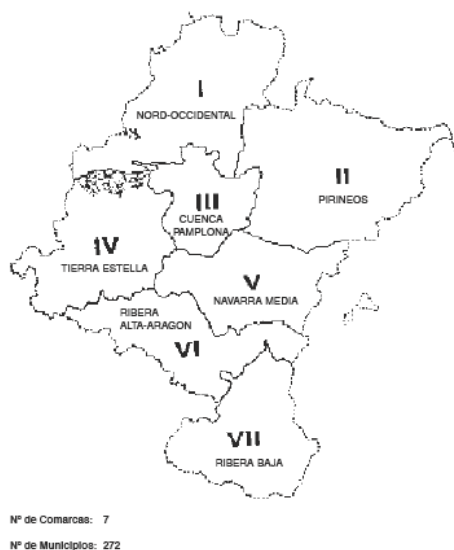 I
NORD-OCCIDENTAL
II
PIRINEOS
III
CUENCA
PAMPLONA
IV
TIERRA ESTELLA
V
NAVARRA MEDIA
RIBERA
ALTA-ARAGON
VI
VII
RIBERA BAJA
Nº de Comarcas: 7
Nº de Municipios: 272